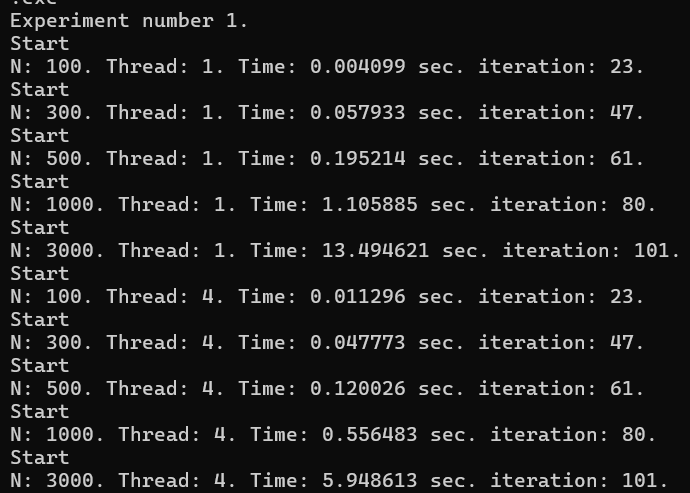 .exe
Experiment number 1.
Start
N: 100. Thread: 1. Time: 0.004099 sec. iteration: 23.
Start
N: 300. Thread: 1. Time: 0.057933 sec. iteration: 47.
Start
N: 500. Thread: 1. Time: 0.195214 sec. iteration: 61.
Start
N: 1000. Thread: 1. Time: 1.105885 sec. iteration: 80.
Start
N: 3000. Thread: 1. Time: 13.494621 sec. iteration: 101.
Start
N: 100. Thread: 4. Time: 0.011296 sec. iteration: 23.
Start
N: 300. Thread: 4. Time: 0.047773 sec. iteration: 47.
Start
N: 500. Thread: 4. Time: 0.120026 sec. iteration: 61.
Start
N: 1000. Thread: 4. Time: 0.556483 sec. iteration: 80.
Start
N: 3000. Thread: 4. Time: 5.948613 sec. iteration: 101.